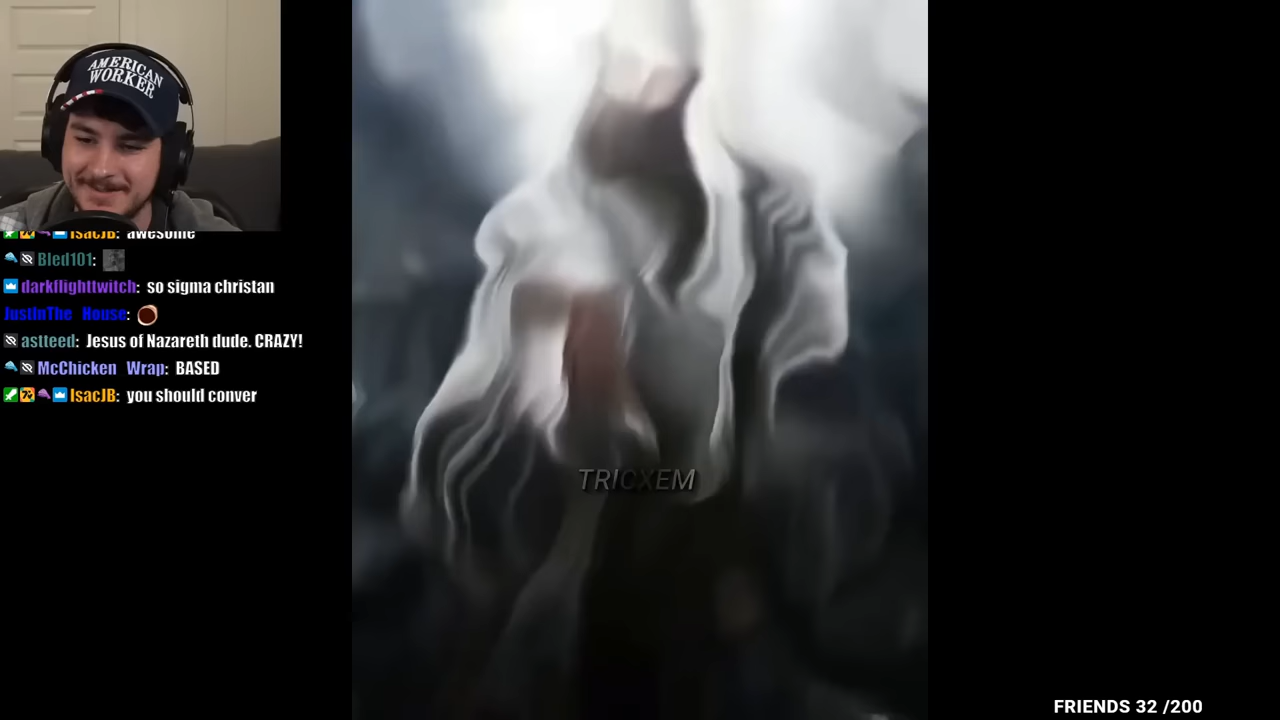 AMERICAN
WORKER
IsacJB: awesome
Bled101:
darkflighttwitch: so sigma christan
JustInThe House:
astteed: Jesus of Nazareth dude. CRAZY!
McChicken Wrap: BASED
IsacJB: you should conver
TRICXEM
FRIENDS 32 /200